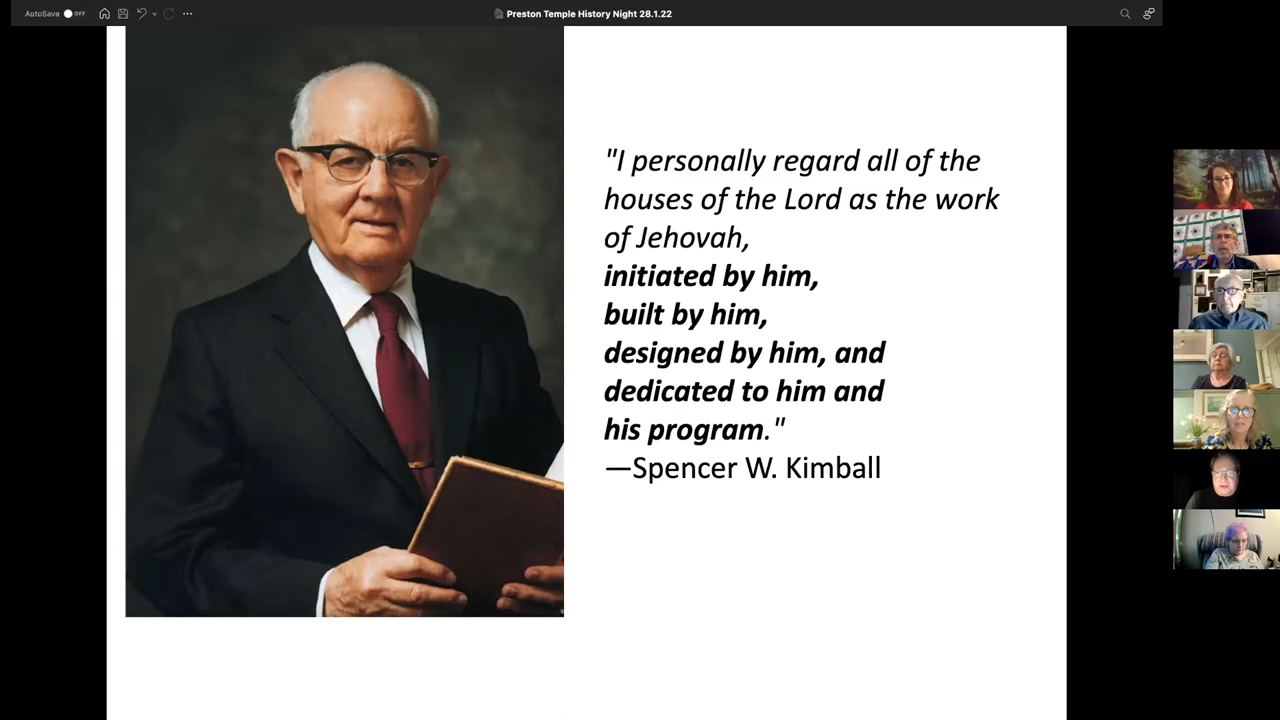 AutoSave OFF
Preston Temple History Night 28.1.22
"I personally regard all of the
houses of the Lord as the work
of Jehovah,
initiated by him,
built by him,
designed by him, and
dedicated to him and
his program."
—Spencer W. Kimball